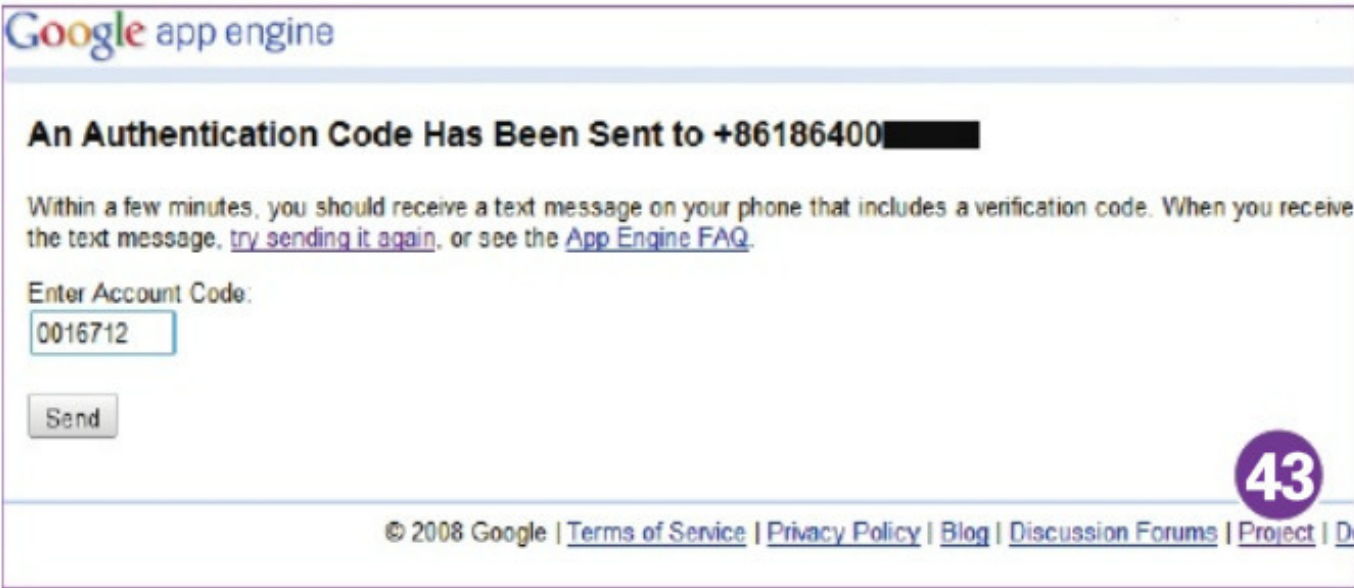 Google app engine
An Authentication Code Has Been Sent to +86186400
Within a few minutes, you should receive a text message on your phone that includes a verification code. When you receive
the text message, try sending it again, or see the App Engine FAQ.
Enter Account Code:
0016712
Send
43
© 2008 Google | Terms of Service | Privacy Policy | Blog | Discussion Forums | Project |